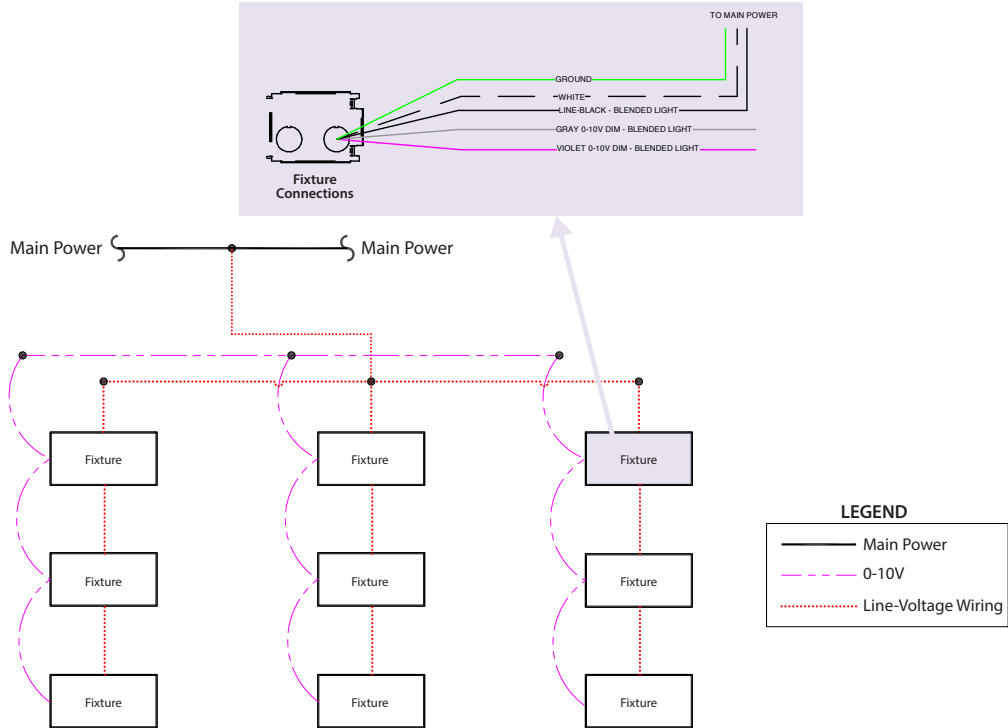 TO MAIN POWER
GROUND
WHITE
LINE-BLACK - BLENDED LIGHT
GRAY 0-10V DIM - BLENDED LIGHT
VIOLET 0-10V DIM - BLENDED LIGHT
Fixture
Connections
Main Power
Main Power
Fixture
Fixture
Fixture
Fixture
Fixture
Fixture
Fixture
Fixture
Fixture
LEGEND
Main Power
0-10V
Line-Voltage Wiring